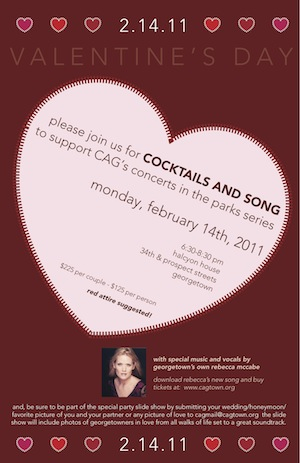 2.14.11
VALENTINE'S DAY
please join us for COCKTAILS AND SONG
to support CAG's concerts in the parks series
monday, february 14th, 2011
6:30-8:30 pm
halcyon house
34th & prospect streets
georgetown
$225 per couple - $125 per person
red attire suggested!
with special music and vocals by
georgetown's own rebecca mccabe
download rebecca's new song and buy
tickets at: www.cagtown.org
and, be sure to be part of the special party slide show by submitting your wedding/honeymoon/
favorite picture of you and your partner or any picture of love to cagmail@cagtown.org the slide
show will include photos of georgetowners in love from all walks of life set to a great soundtrack.
2.14.11